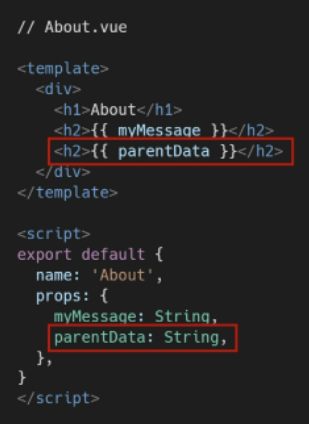 // About.vue
<template>
<div>
<h1>About</h1>
<h2>{{ myMessage }}</h2>
<h2>{{ parentData }}</h2>
</div>
</template>
<script>
export default {
name: 'About',
props: {
myMessage: String,
parentData: String,
},
}
</script>